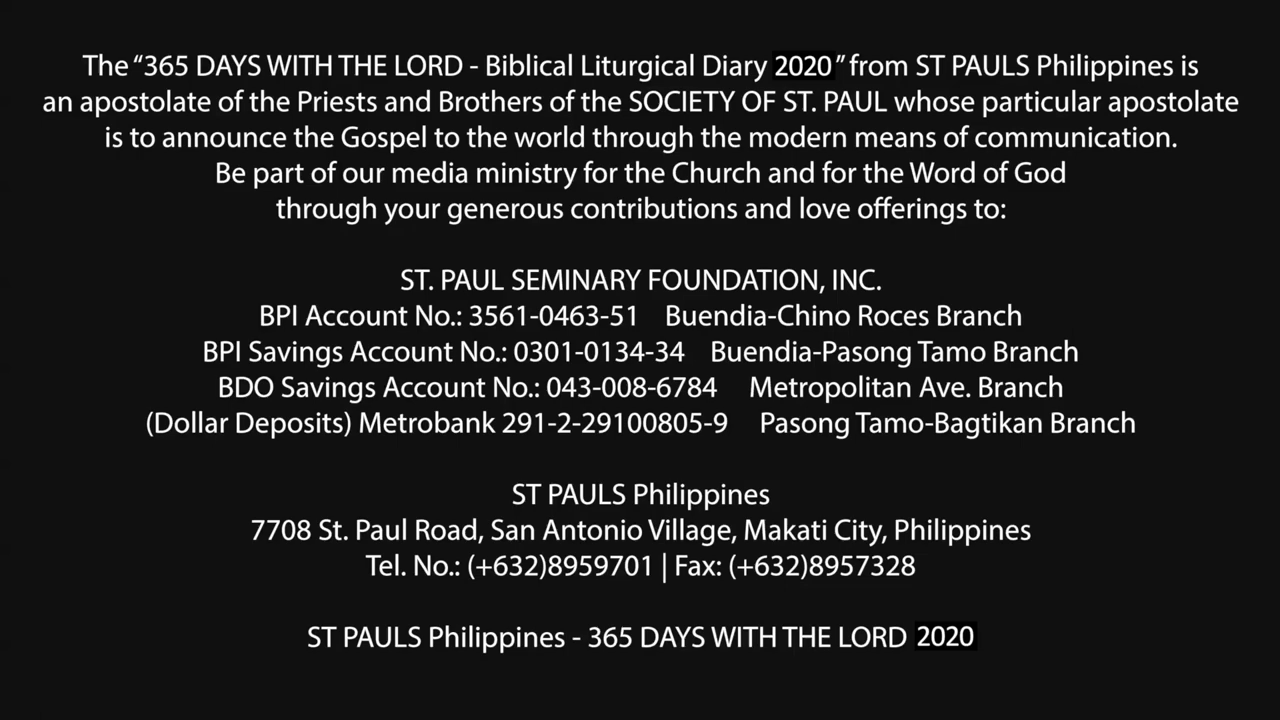 The “365 DAYS WITH THE LORD - Biblical Liturgical Diary 2020” from ST PAULS Philippines is
an apostolate of the Priests and Brothers of the SOCIETY OF ST. PAUL whose particular apostolate
is to announce the Gospel to the world through the modern means of communication.
Be part of our media ministry for the Church and for the Word of God
through your generous contributions and love offerings to:
ST. PAUL SEMINARY FOUNDATION, INC.
BPI Account No.: 3561-0463-51 Buendia-Chino Roces Branch
BPI Savings Account No.: 0301-0134-34 Buendia-Pasong Tamo Branch
BDO Savings Account No.: 043-008-6784 Metropolitan Ave. Branch
(Dollar Deposits) Metrobank 291-2-29100805-9 Pasong Tamo-Bagtikan Branch
ST PAULS Philippines
7708 St. Paul Road, San Antonio Village, Makati City, Philippines
Tel. No.: (+632)8959701 | Fax: (+632)8957328
ST PAULS Philippines - 365 DAYS WITH THE LORD 2020